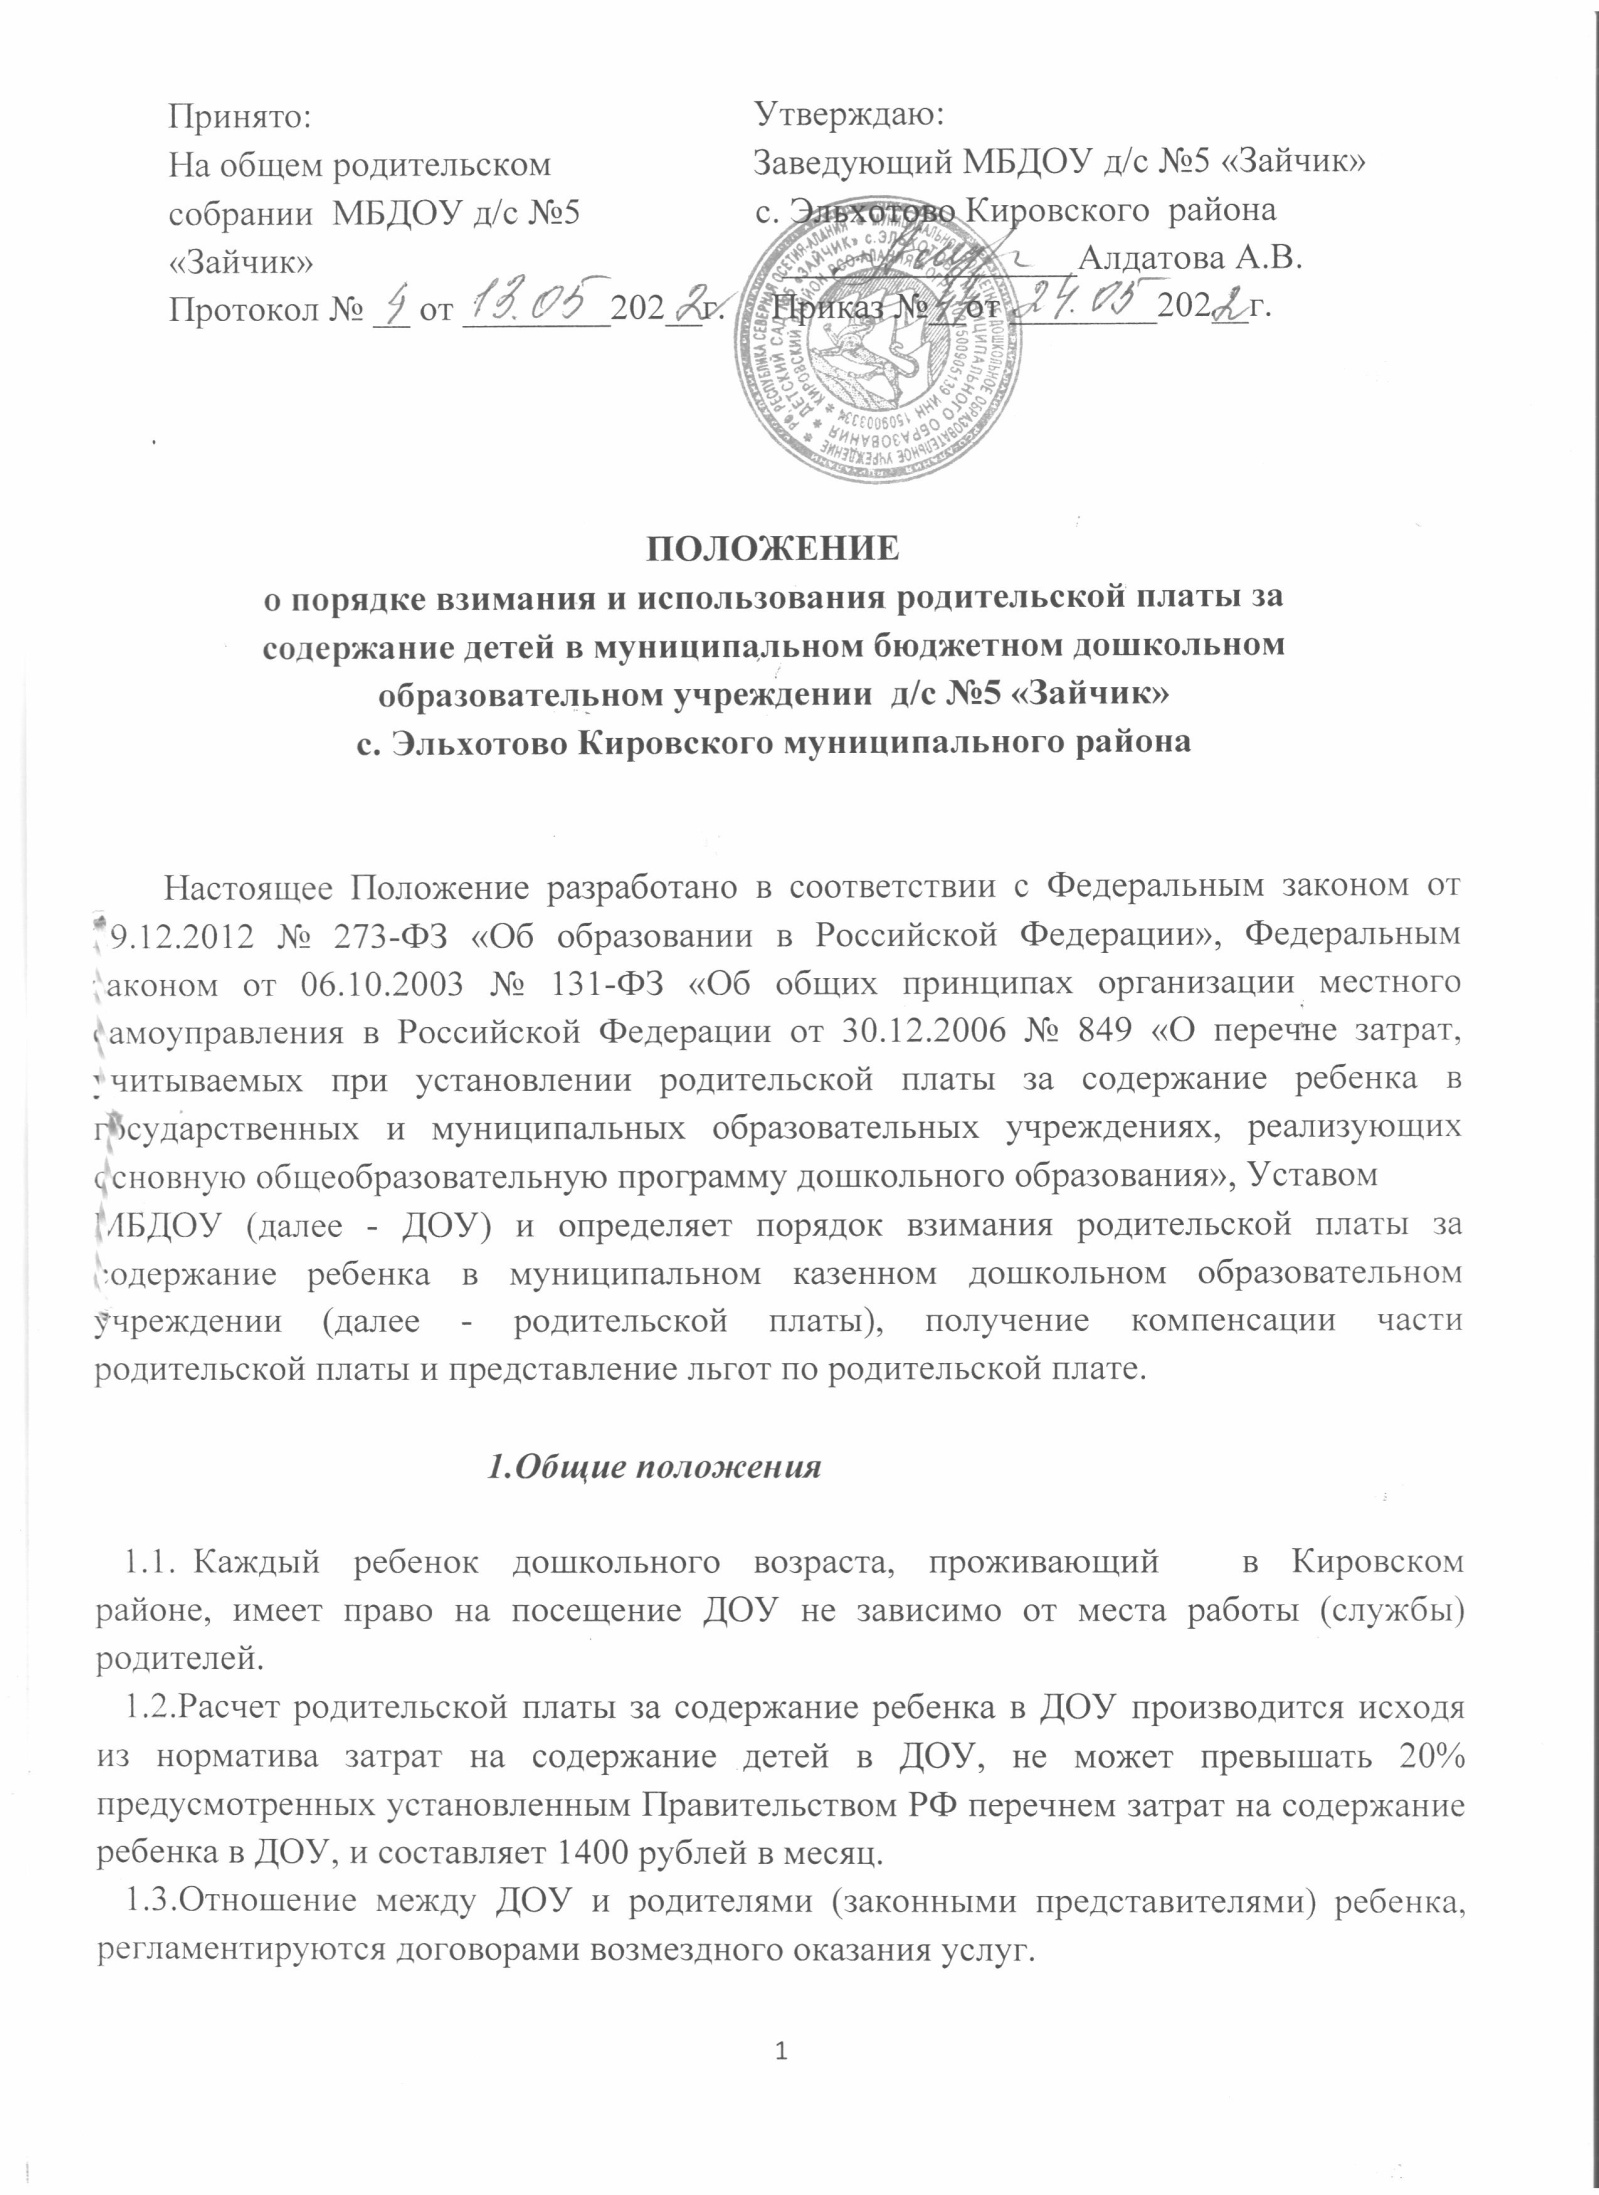 Принято:
На общем родительском
собрании МБДОУ д/с №5
«Зайчик»
Протокол № 4 от 13.05 2022г.
Утверждаю:
Заведующий МБДОУ д/с №5 «Зайчик»
с. Эльхотово Кировского района
Алдатова А.В.
Приказ № 44 от 24.05 2022г.
ПОЛОЖЕНИЕ
о порядке взимания и использования родительской платы за
содержание детей в муниципальном бюджетном дошкольном
образовательном учреждении д/с №5 «Зайчик»
с. Эльхотово Кировского муниципального района
Настоящее Положение разработано в соответствии с Федеральным законом от
9.12.2012 № 273-ФЗ «Об образовании в Российской Федерации», Федеральным
аконом от 06.10.2003 № 131-ФЗ «Об общих принципах организации местного
самоуправления в Российской Федерации от 30.12.2006 № 849 «О перечне затрат,
учитываемых при установлении родительской платы за содержание ребенка в
государственных и муниципальных образовательных учреждениях, реализующих
основную общеобразовательную программу дошкольного образования», Уставом
МБДОУ (далее - ДОУ) и определяет порядок взимания родительской платы за
содержание ребенка в муниципальном казенном дошкольном образовательном
учреждении (далее - родительской платы), получение компенсации части
родительской платы и представление льгот по родительской плате.
1.Общие положения
1.1. Каждый ребенок дошкольного возраста, проживающий в Кировском
районе, имеет право на посещение ДОУ не зависимо от места работы (службы)
родителей.
1.2.Расчет родительской платы за содержание ребенка в ДОУ производится исходя
из норматива затрат на содержание детей в ДОУ, не может превышать 20%
предусмотренных установленным Правительством РФ перечнем затрат на содержание
ребенка в ДОУ, и составляет 1400 рублей в месяц.
1.3.Отношение между ДОУ и родителями (законными представителями) ребенка,
регламентируются договорами возмездного оказания услуг.
1